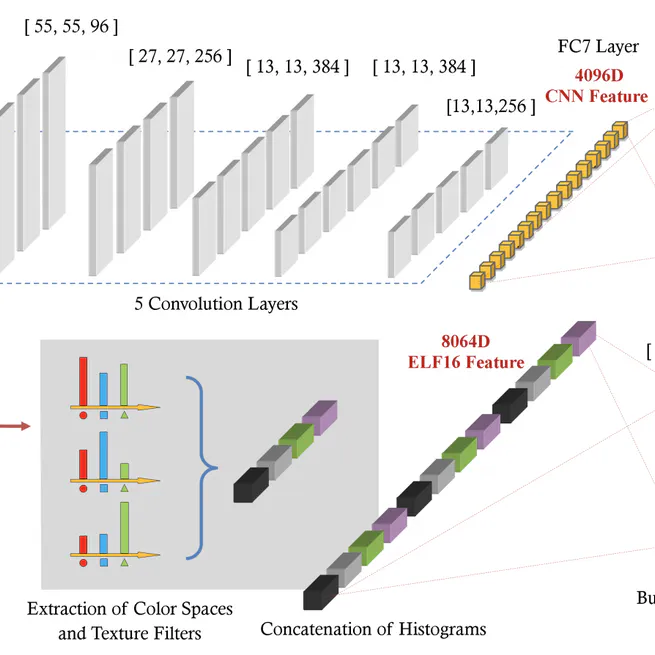 [ 55, 55, 96 ]
[ 27, 27, 256 ]
[ 13, 13, 384 ]
[ 13, 13, 384 ]
[13,13,256 ]
FC7 Layer
4096D
CNN Feature
5 Convolution Layers
8064D
ELF16 Feature
[
Extraction of Color Spaces
and Texture Filters
Concatenation of Histograms
Bu